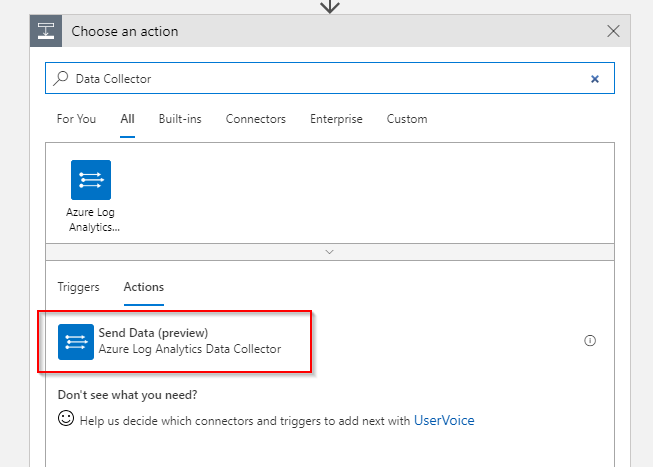 Choose an action
Data Collector
For You All Built-ins Connectors Enterprise Custom
Azure Log
Analytics...
Triggers Actions
Send Data (preview)
Azure Log Analytics Data Collector
Don't see what you need?
Help us decide which connectors and triggers to add next with UserVoice